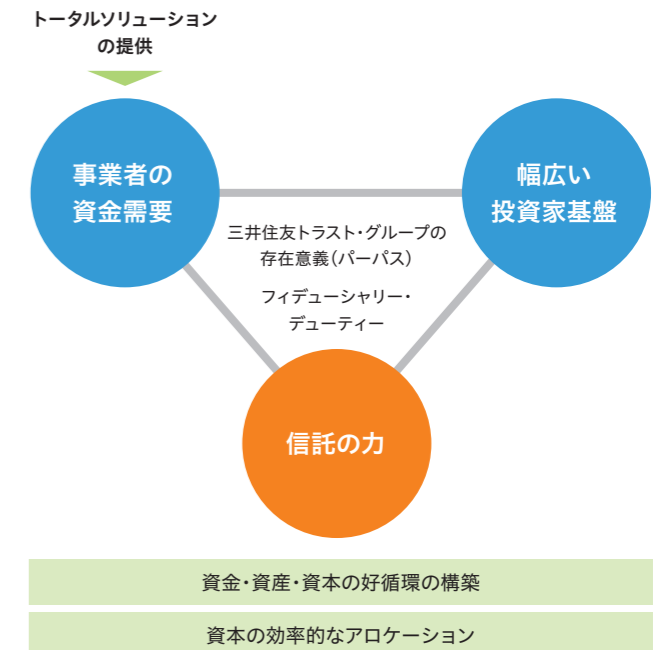 トータルソリューション
の提供
事業者の
資金需要
幅広い
投資家基盤
三井住友トラスト・グループの
存在意義（パーパス）
フィデューシャリー・
デューティー
信託の力
資金・資産・資本の好循環の構築
資本の効率的なアロケーション